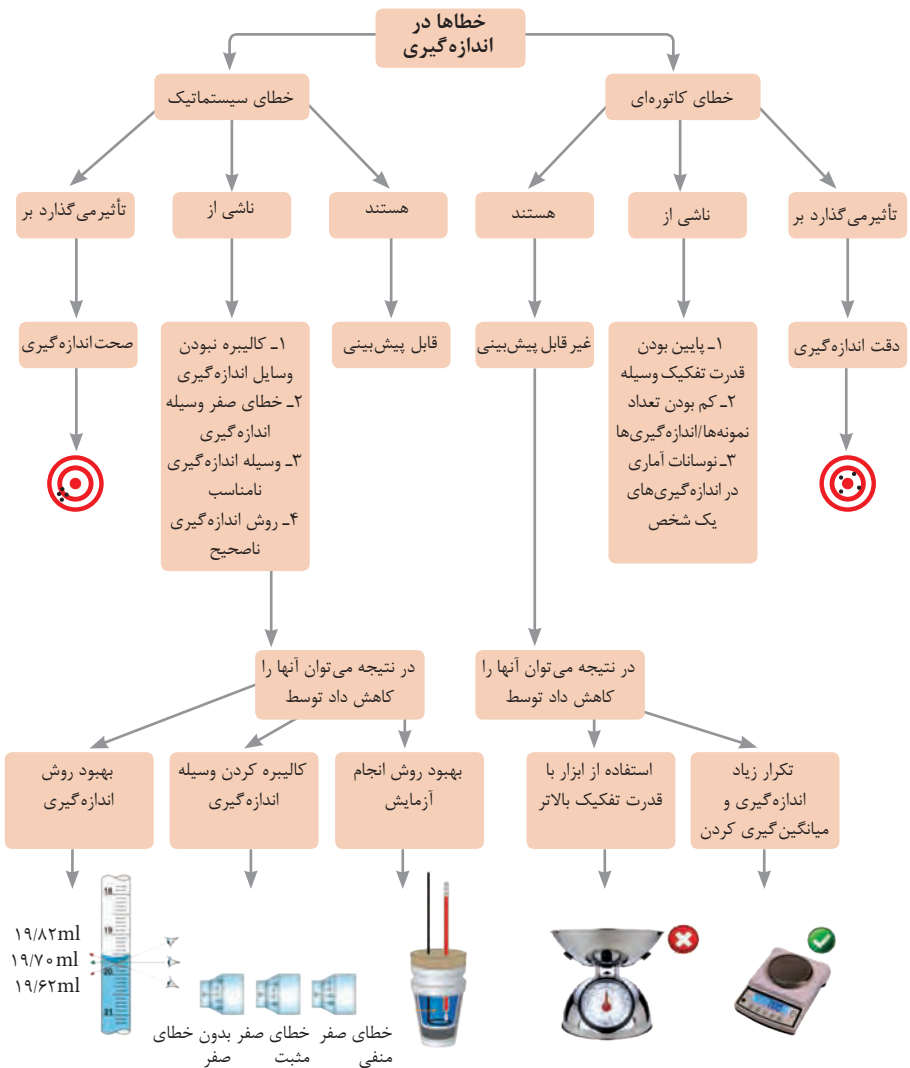 خطاها در
اندازه‌گیری
خطای کاتوره‌ای
خطای سیستماتیک
تأثیرمی‌گذارد بر
ناشی از
هستند
هستند
ناشی از
تأثیرمی‌گذارد بر
دقت اندازه‌گیری
۱ـ پایین بودن
قدرت تفکیک وسیله
۲ـ کم بودن تعداد
نمونه‌ها/اندازه‌گیری‌ها
۳ـ نوسانات آماری
در اندازه‌گیری‌های
یک شخص
غیرقابل پیش‌بینی
قابل پیش‌بینی
۱ـ کالیبره نبودن
وسایل اندازه‌گیری
۲ـ خطای صفر وسیله
اندازه‌گیری
۳ـ وسیله اندازه‌گیری
نامناسب
۴ـ روش اندازه‌گیری
ناصحیح
صحت‌اندازه‌گیری
در نتیجه می‌توان آنها را
کاهش داد توسط
در نتیجه می‌توان آنها را
کاهش داد توسط
تکرار زیاد
اندازه‌گیری و
میانگین‌گیری کردن
استفاده از ابزار با
قدرت تفکیک بالاتر
بهبود روش انجام
آزمایش
کالیبره کردن وسیله
اندازه‌گیری
بهبود روش
اندازه‌گیری
18
19
20
21
۱۹/۸۲ml
۱۹/۷۰ml
۱۹/۶۲ml
خطای صفر
منفی
خطای صفر
مثبت
بدون خطای
صفر